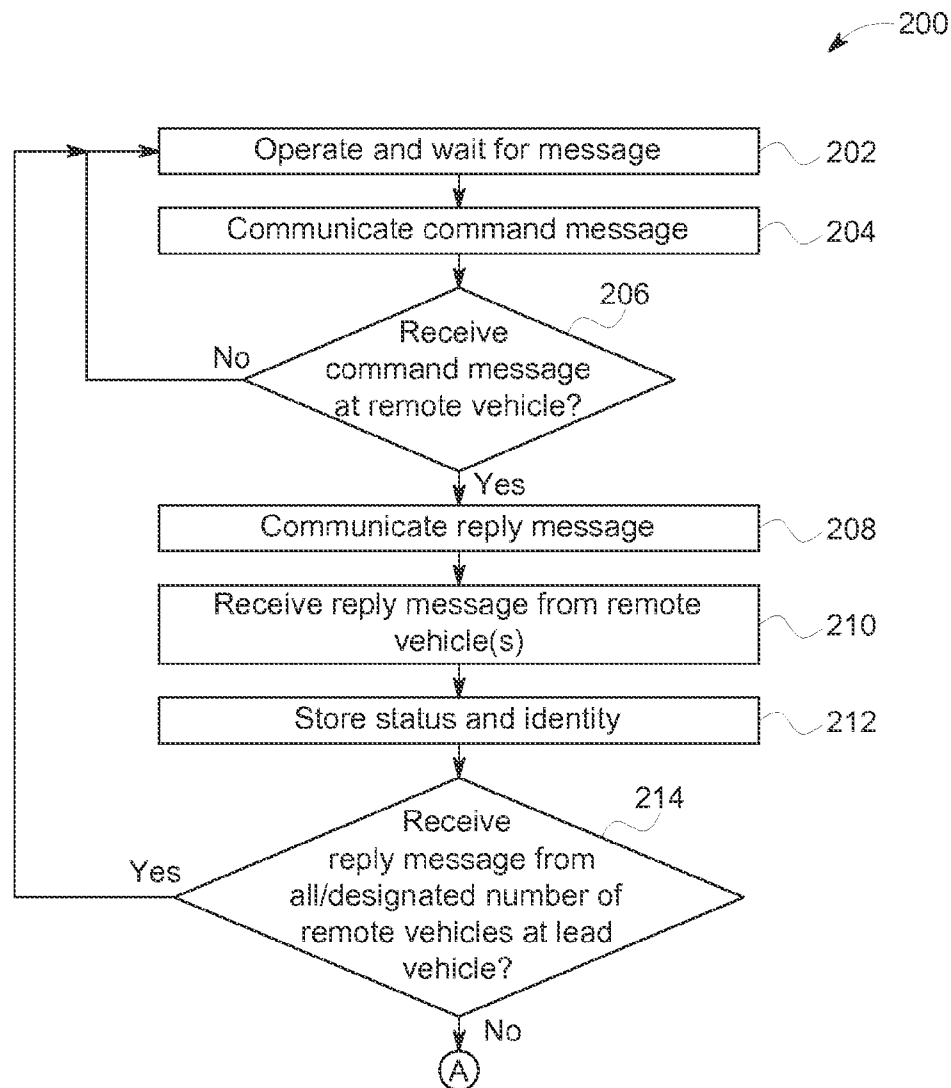 200
Operate and wait for message
202
Communicate command message
204
206
Receive
command message
at remote vehicle?
No
Yes
Communicate reply message
208
Receive reply message from remote
vehicle(s)
210
Store status and identity
212
214
Receive
reply message from
all/designated number of
remote vehicles at lead
vehicle?
Yes
No
A